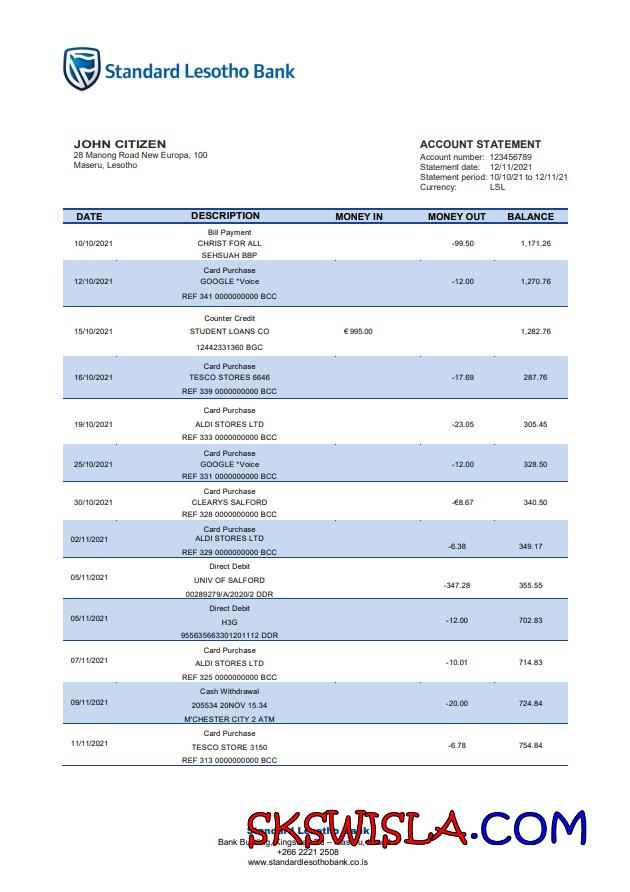 Standard Lesotho Bank
JOHN CITIZEN
28 Manong Road New Europa, 100
Maseru, Lesotho
ACCOUNT STATEMENT
Account number: 123456789
Statement date: 12/11/2021
Statement period: 10/10/21 to 12/11/21
Currency: LSL
DATE DESCRIPTION MONEY IN MONEY OUT BALANCE
Bill Payment
10/10/2021 CHRIST FOR ALL -99.50 1,171.26
SEHSUAH BBP
Card Purchase
12/10/2021 GOOGLE *Voice -12.00 1,270.76
REF 341 0000000000 BCC
Counter Credit
15/10/2021 STUDENT LOANS CO € 995.00 1,282.76
12442331360 BGC
Card Purchase
16/10/2021 TESCO STORES 6646 -17.69 287.76
REF 339 0000000000 BCC
Card Purchase
19/10/2021 ALDI STORES LTD -23.05 305.45
REF 333 0000000000 BCC
Card Purchase
25/10/2021 GOOGLE *Voice -12.00 328.50
REF 331 0000000000 BCC
Card Purchase
30/10/2021 CLEARYS SALFORD -€8.67 340.50
REF 328 0000000000 BCC
Card Purchase
02/11/2021 ALDI STORES LTD -6.38 349.17
REF 329 0000000000 BCC
Direct Debit
05/11/2021 UNIV OF SALFORD -347.28 355.55
00289279/A/2020/2 DDR
Direct Debit
05/11/2021 H3G -12.00 702.83
955635663301201112 DDR
Card Purchase
07/11/2021 ALDI STORES LTD -10.01 714.83
REF 325 0000000000 BCC
Cash Withdrawal
09/11/2021 205534 20NOV 15.34 -20.00 724.84
M'CHESTER CITY 2 ATM
Card Purchase
11/11/2021 TESCO STORE 3150 -6.78 754.84
REF 313 0000000000 BCC
SKSWISLA.COM
Standard Lesotho Bank
Bank
+266 2221 2508
www.standardlesothobank.co.ls